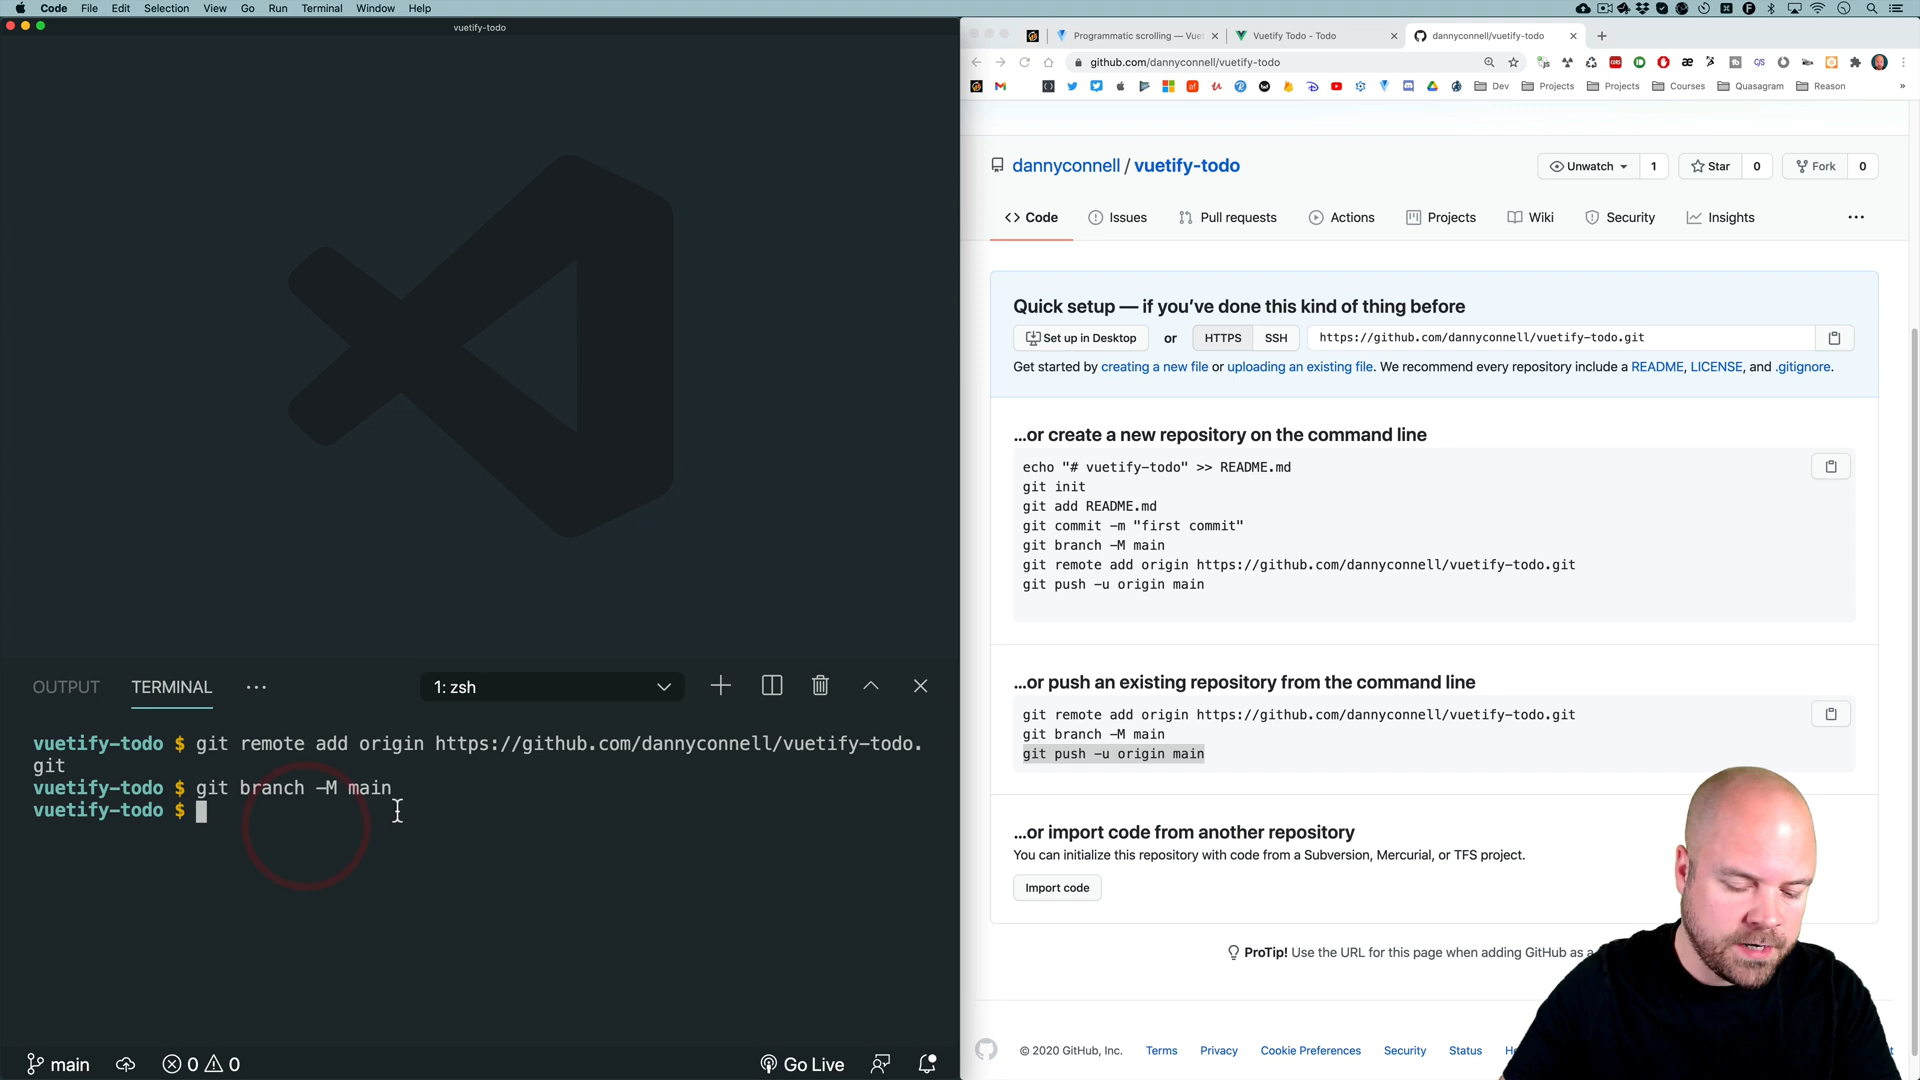 Code File Edit Selection View Go Run Terminal Window Help
vuetify-todo
OUTPUT TERMINAL ...
1: zsh
vuetify-todo $ git remote add origin https://github.com/dannyconnell/vuetify-todo.
git
vuetify-todo $ git branch -M main
vuetify-todo $
main
0 0
Go Live
Programmatic scrolling — Vue
Vuetify Todo - Todo
dannyconnell/vuetify-todo
github.com/dannyconnell/vuetify-todo
Dev Projects Projects Courses Quasagram Reason »
dannyconnell / vuetify-todo
Unwatch 1 Star 0 Fork 0
Code Issues Pull requests Actions Projects Wiki Security Insights ...
Quick setup — if you’ve done this kind of thing before
Set up in Desktop or HTTPS SSH https://github.com/dannyconnell/vuetify-todo.git
Get started by creating a new file or uploading an existing file. We recommend every repository include a README, LICENSE, and .gitignore.
…or create a new repository on the command line
echo "# vuetify-todo" >> README.md
git init
git add README.md
git commit -m "first commit"
git branch -M main
git remote add origin https://github.com/dannyconnell/vuetify-todo.git
git push -u origin main
…or push an existing repository from the command line
git remote add origin https://github.com/dannyconnell/vuetify-todo.git
git branch -M main
git push -u origin main
…or import code from another repository
You can initialize this repository with code from a Subversion, Mercurial, or TFS project.
Import code
ProTip! Use the URL for this page when adding GitHub as a
© 2020 GitHub, Inc. Terms Privacy Cookie Preferences Security Status